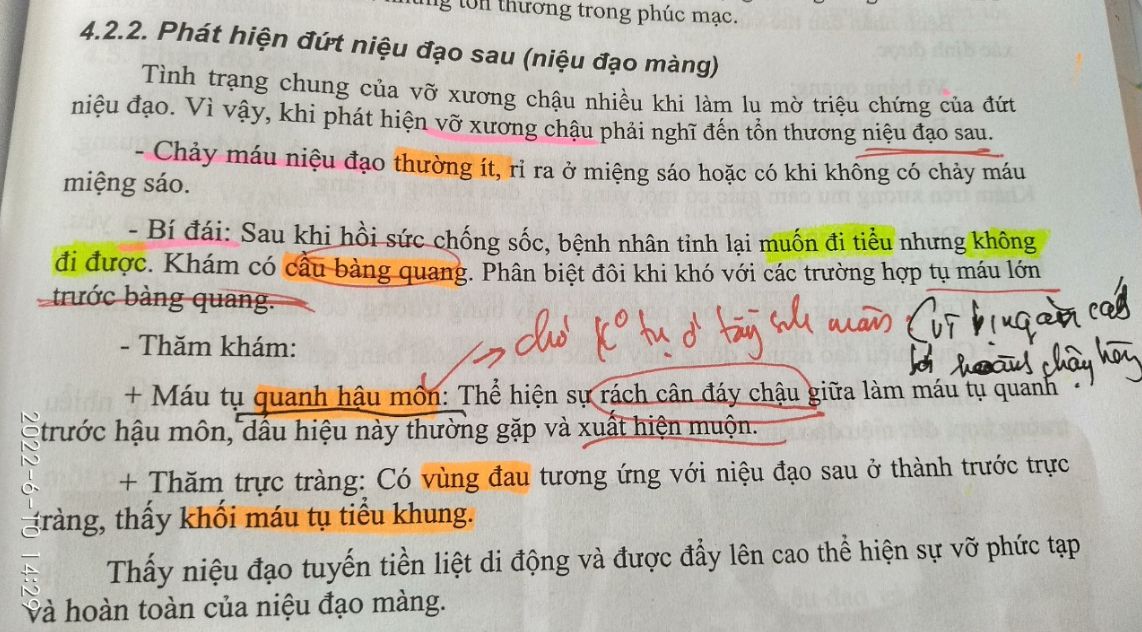 tổn thương trong phúc mạc.
4.2.2. Phát hiện đứt niệu đạo sau (niệu đạo màng)
Tình trạng chung của vỡ xương chậu nhiều khi làm lu mờ triệu chứng của đứt
niệu đạo. Vì vậy, khi phát hiện vỡ xương chậu phải nghĩ đến tổn thương niệu đạo sau.
- Chảy máu niệu đạo thường ít, rỉ ra ở miệng sáo hoặc có khi không có chảy máu
miệng sáo.
- Bí đái: Sau khi hồi sức chống sốc, bệnh nhân tỉnh lại muốn đi tiểu nhưng không
đi được. Khám có cầu bàng quang. Phân biệt đôi khi khó với các trường hợp tụ máu lớn
trước bàng quang.
chứ k° tụ ở tầng sinh môn (vì
- Thăm khám:
+ Máu tụ quanh hậu môn: Thể hiện sự rách cân đáy chậu giữa làm máu tụ quanh
trước hậu môn, dấu hiệu này thường gặp và xuất hiện muộn.
+ Thăm trực tràng: Có vùng đau tương ứng với niệu đạo sau ở thành trước trực
tràng, thấy khối máu tụ tiểu khung.
Thấy niệu đạo tuyến tiền liệt di động và được đẩy lên cao thể hiện sự vỡ phức tạp
và hoàn toàn của niệu đạo màng.
2022-6-10 14:29